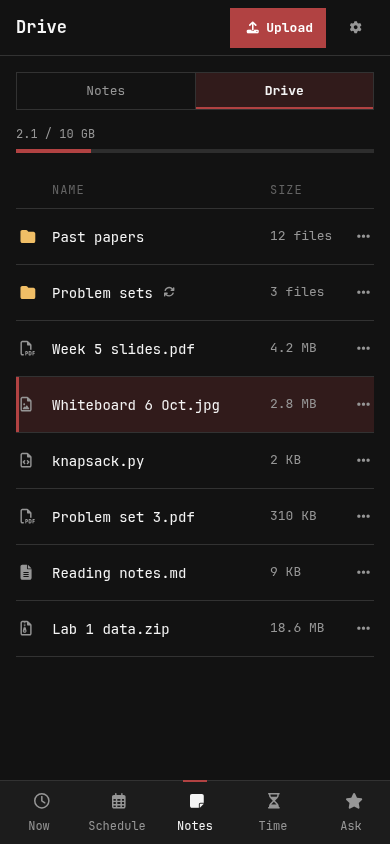 Drive
Upload
Notes
Drive
2.1 / 10 GB
NAME SIZE
Past papers 12 files
Problem sets 3 files
PDF Week 5 slides.pdf 4.2 MB
Whiteboard 6 Oct.jpg 2.8 MB
knapsack.py 2 KB
PDF Problem set 3.pdf 310 KB
Reading notes.md 9 KB
Lab 1 data.zip 18.6 MB
Now Schedule Notes Time Ask